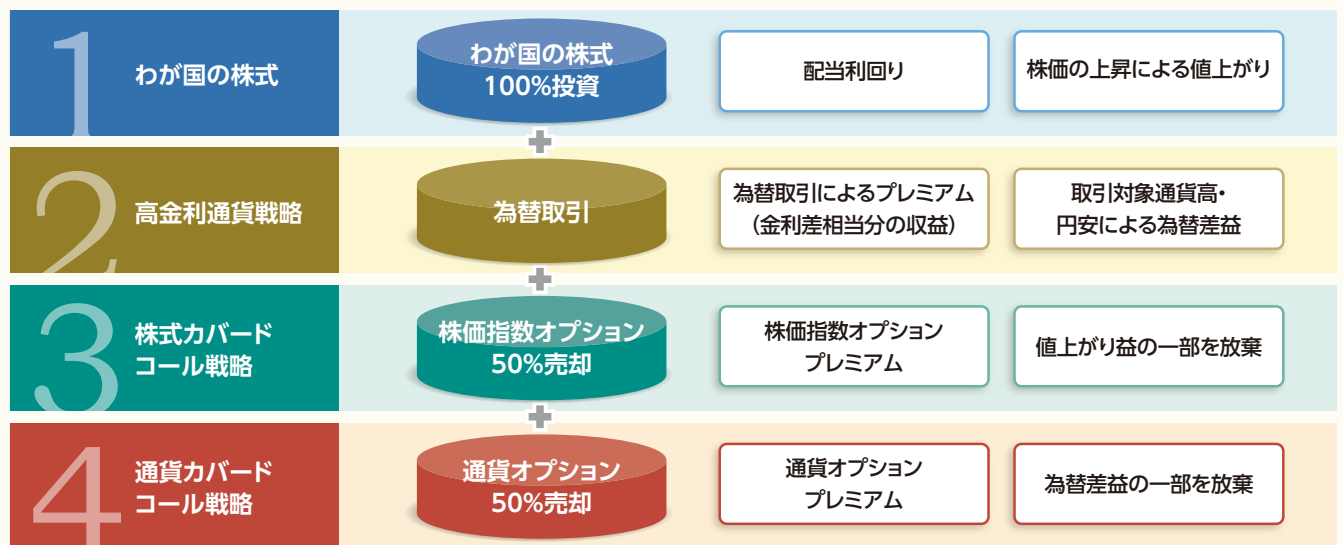 1
わが国の株式
わが国の株式
100%投資
配当利回り
株価の上昇による値上がり
2
高金利通貨戦略
為替取引
為替取引によるプレミアム
（金利差相当分の収益）
取引対象通貨高・
円安による為替差益
3
株式カバード
コール戦略
株価指数オプション
50%売却
株価指数オプション
プレミアム
値上がり益の一部を放棄
4
通貨カバード
コール戦略
通貨オプション
50%売却
通貨オプション
プレミアム
為替差益の一部を放棄